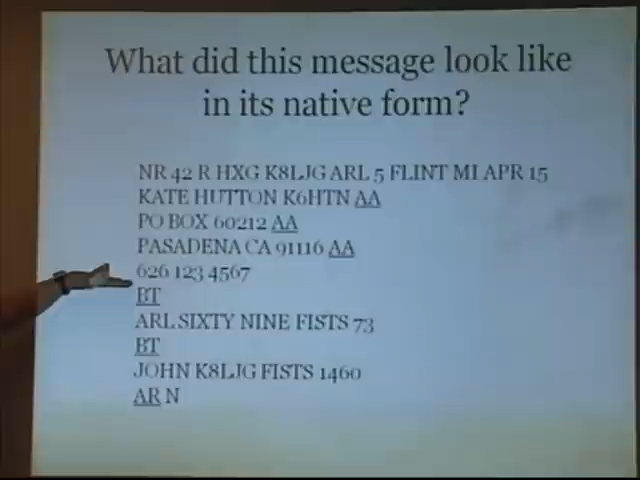 What did this message look like
in its native form?
NR 42 R HXG K8LJG ARL 5 FLINT MI APR 15
KATE HUTTON K6HTN AA
PO BOX 60212 AA
PASADENA CA 91116 AA
626 123 4567
BT
ARL SIXTY NINE FISTS 73
BT
JOHN K8LJG FISTS 1460
AR N